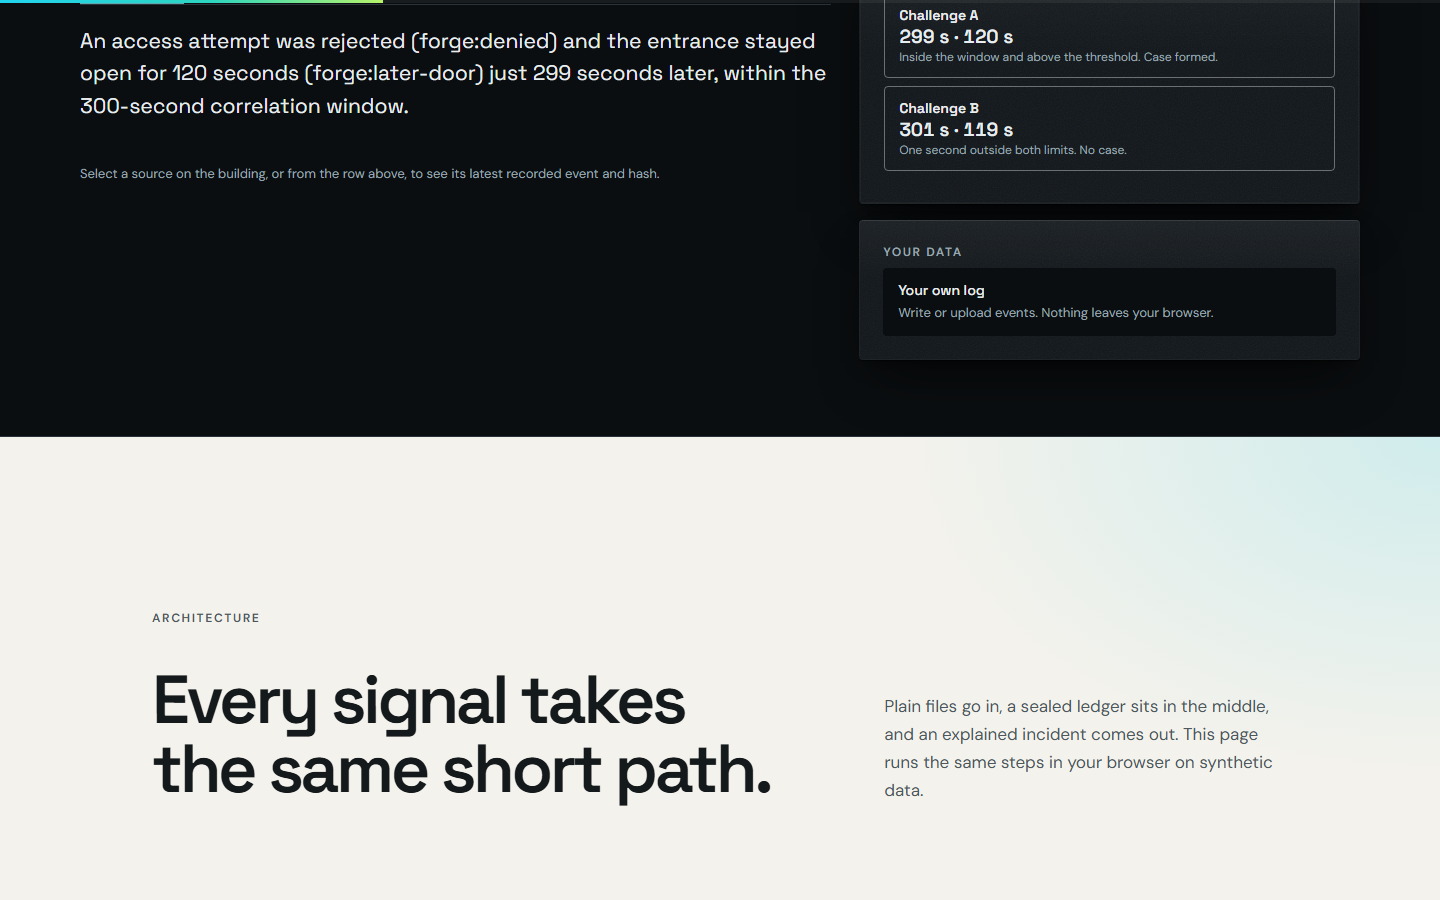 An access attempt was rejected (forge:denied) and the entrance stayed
open for 120 seconds (forge:later-door) just 299 seconds later, within the
300-second correlation window.
Select a source on the building, or from the row above, to see its latest recorded event and hash.
Challenge A
299 s · 120 s
Inside the window and above the threshold. Case formed.
Challenge B
301 s · 119 s
One second outside both limits. No case.
YOUR DATA
Your own log
Write or upload events. Nothing leaves your browser.
ARCHITECTURE
Every signal takes
the same short path.
Plain files go in, a sealed ledger sits in the middle,
and an explained incident comes out. This page
runs the same steps in your browser on synthetic
data.